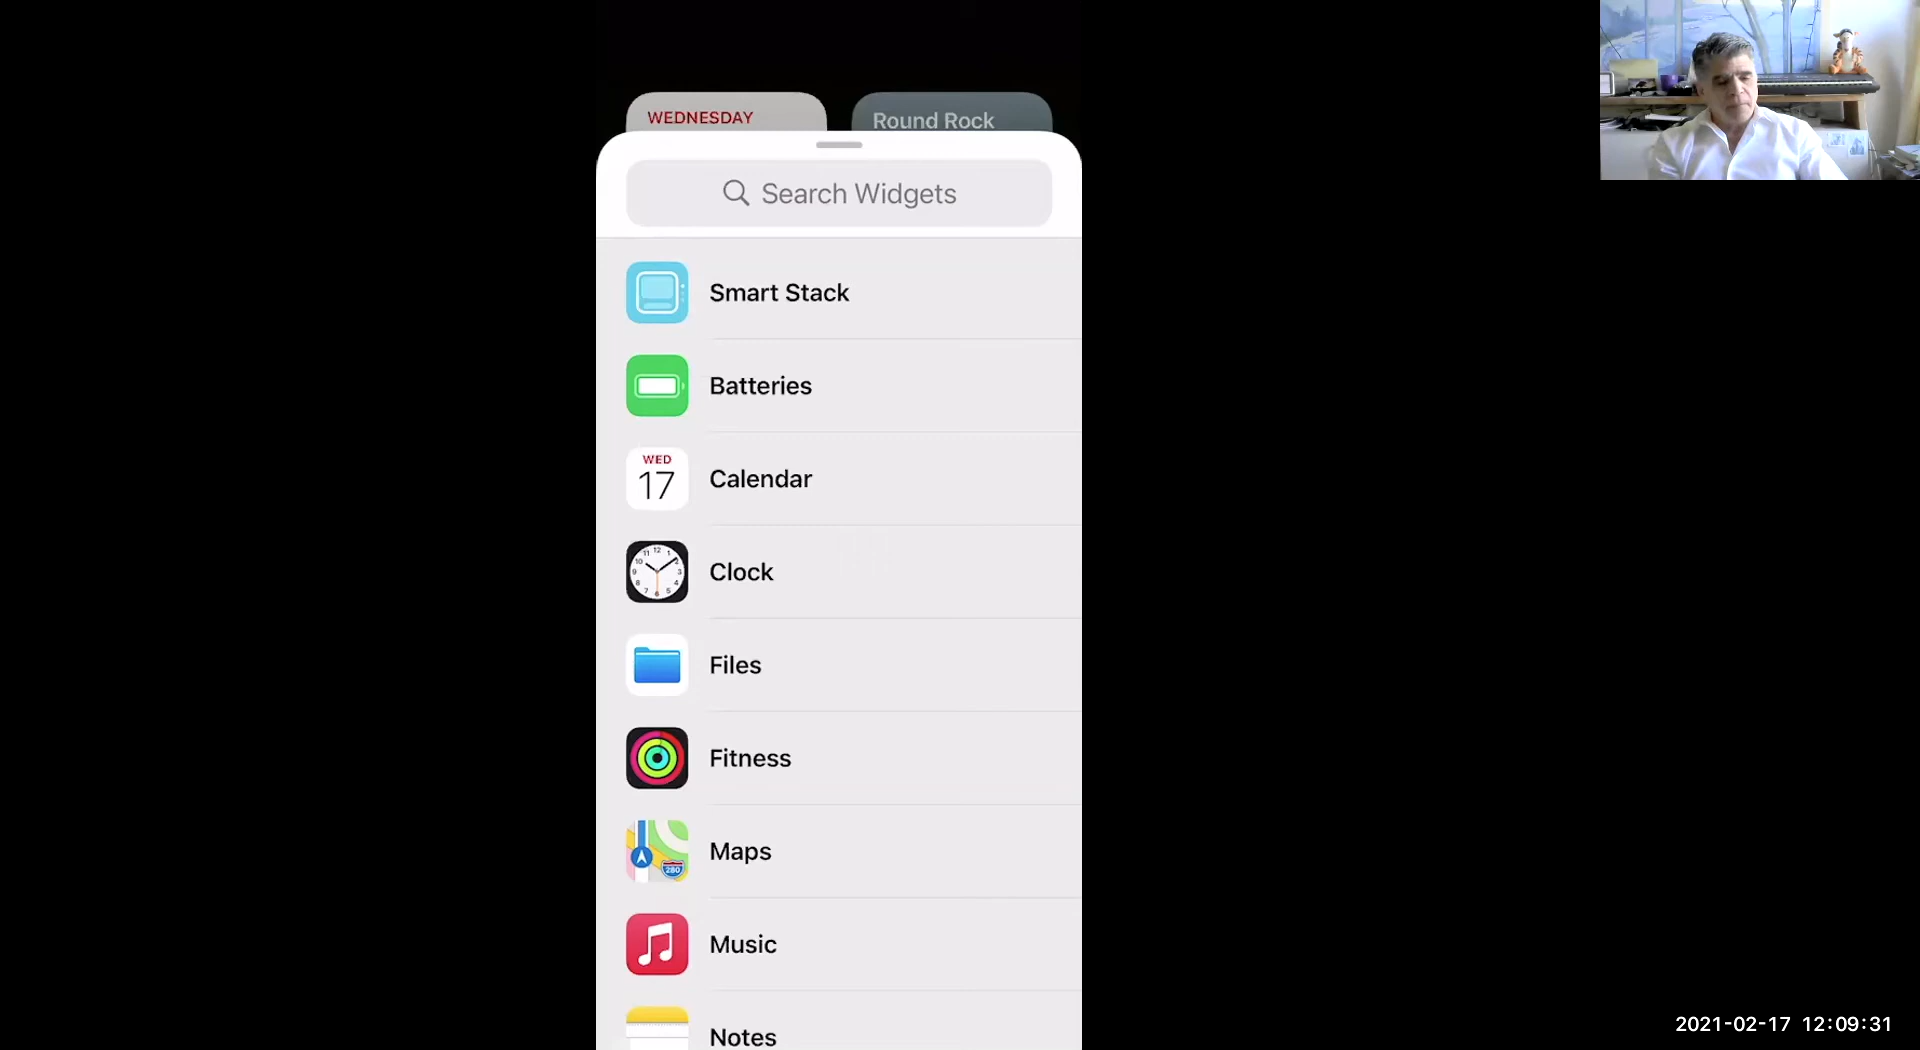 WEDNESDAY
Round Rock
Search Widgets
Smart Stack
Batteries
WED
17
Calendar
Clock
Files
Fitness
280
Maps
Music
Notes
2021-02-17 12:09:31